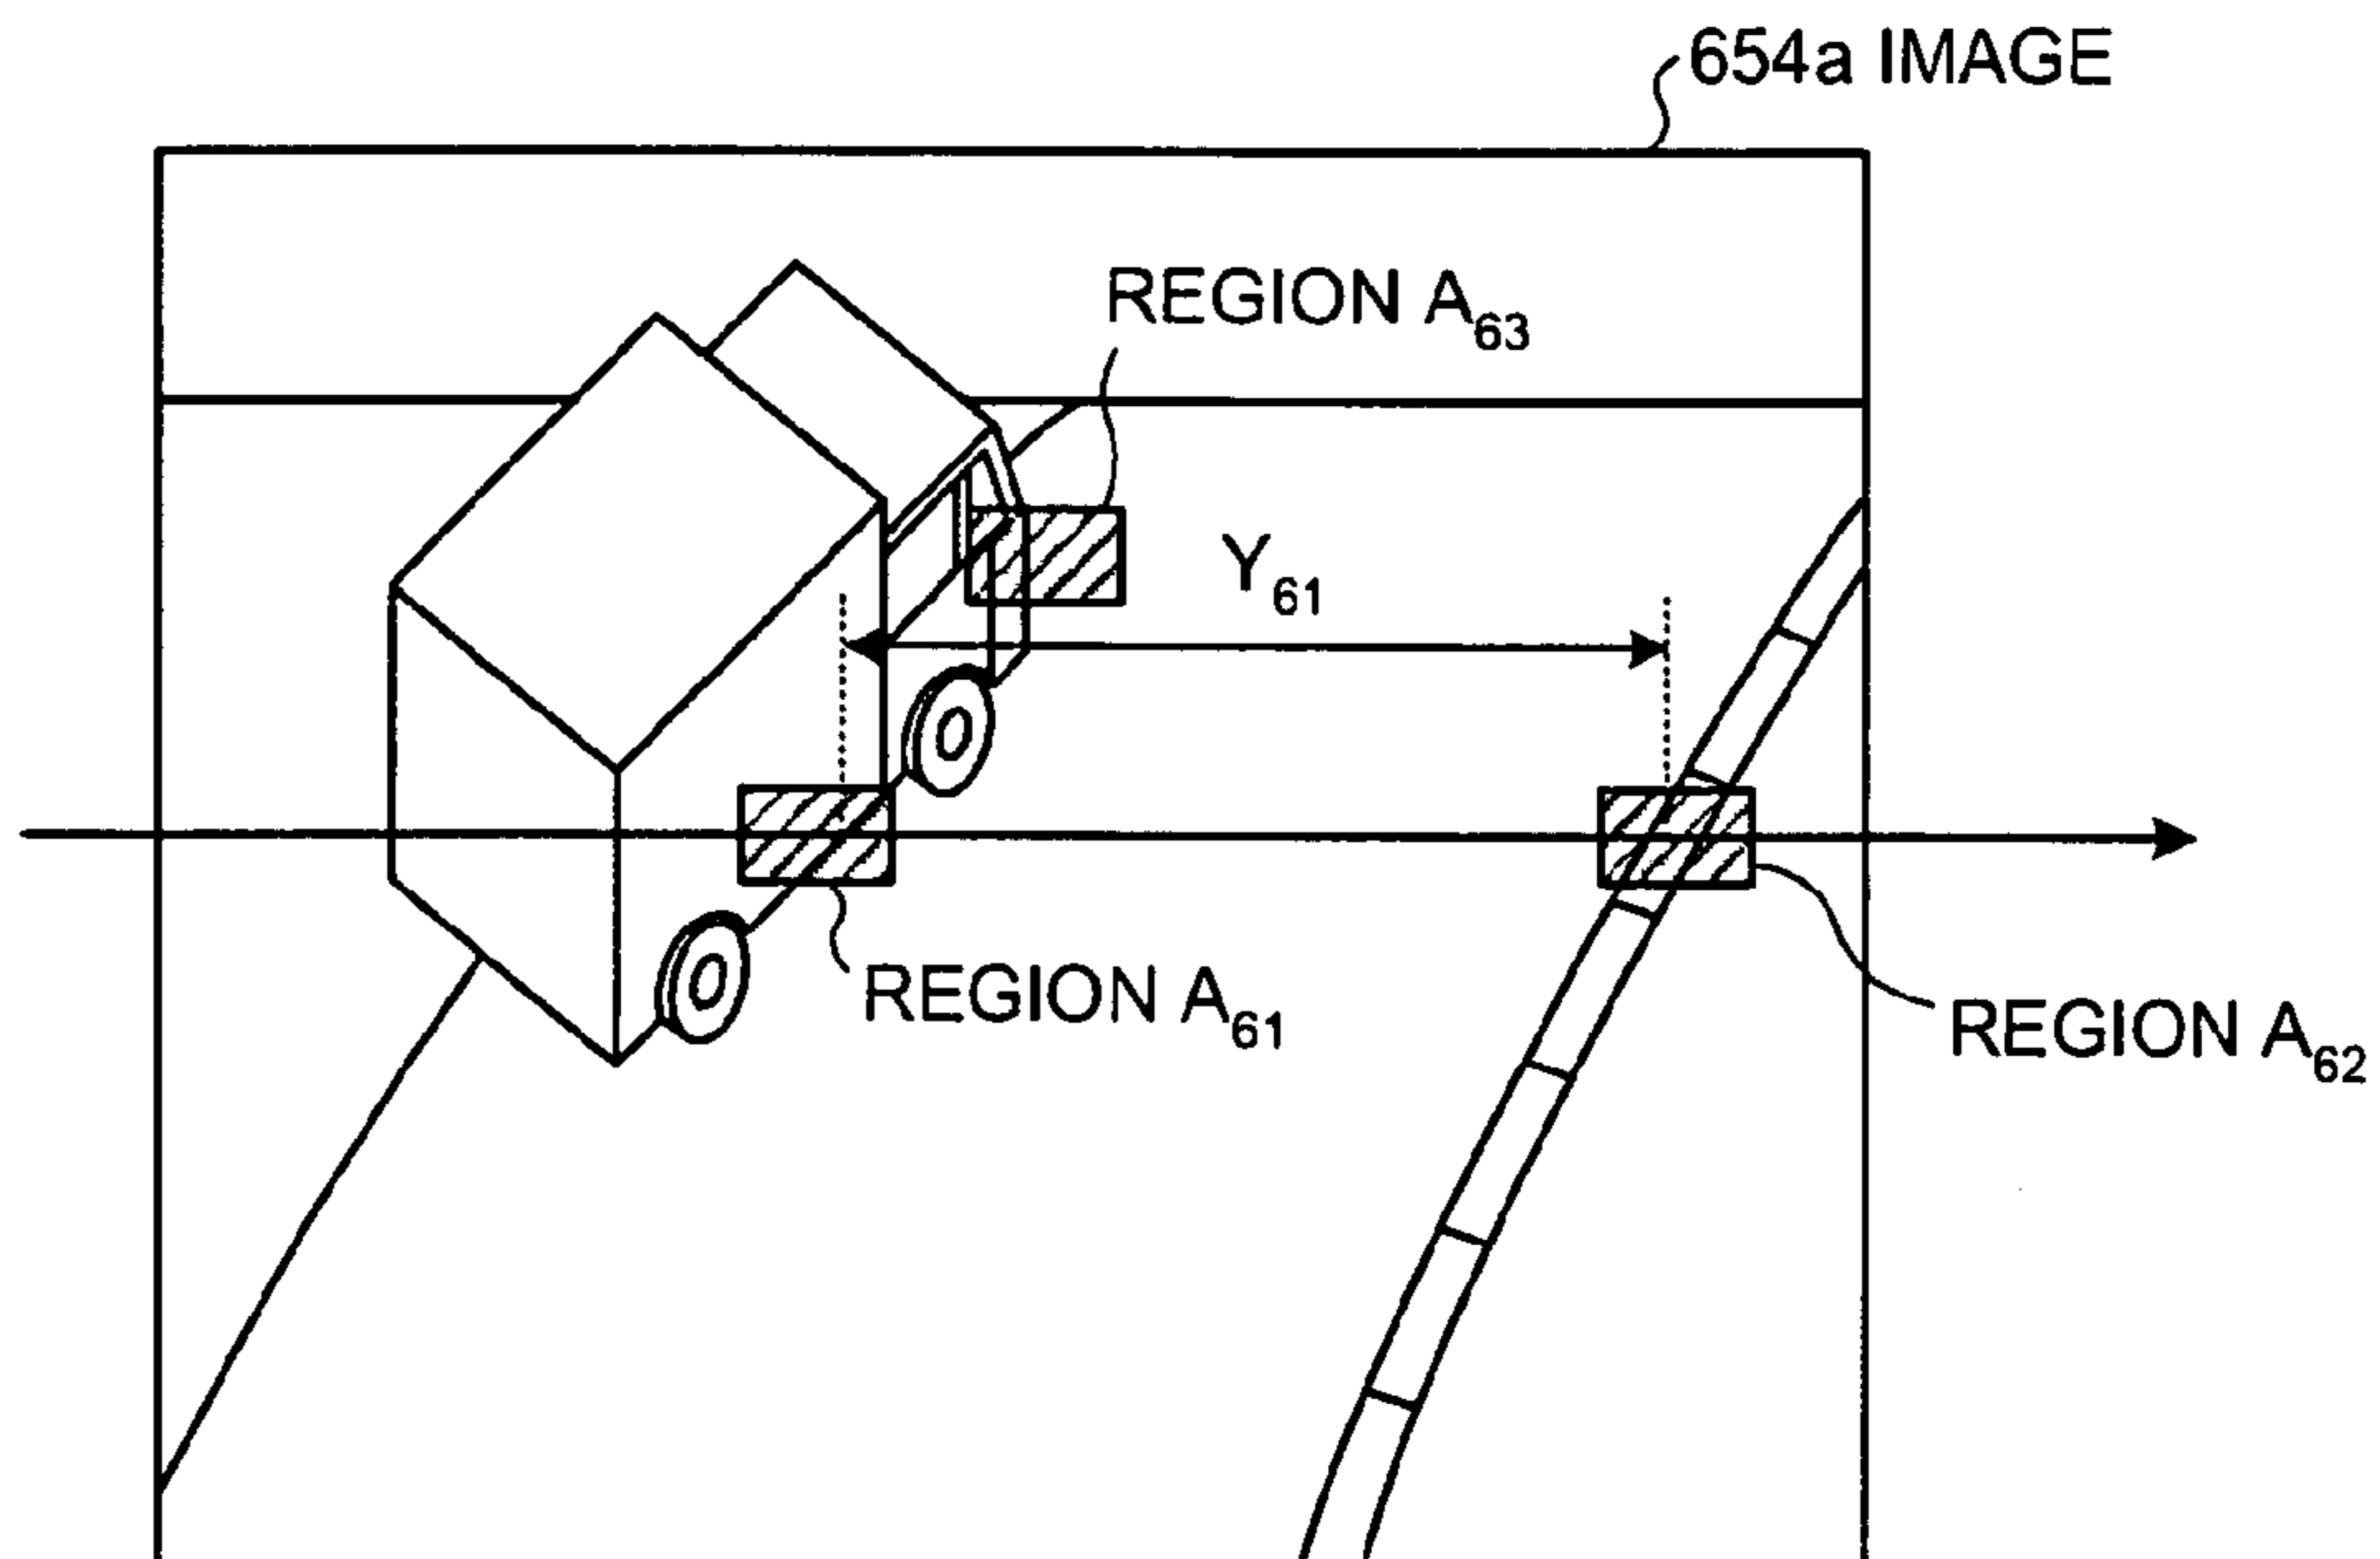 654a IMAGE
REGION A₆₃
Y₆₁
REGION A₆₁
REGION A₆₂